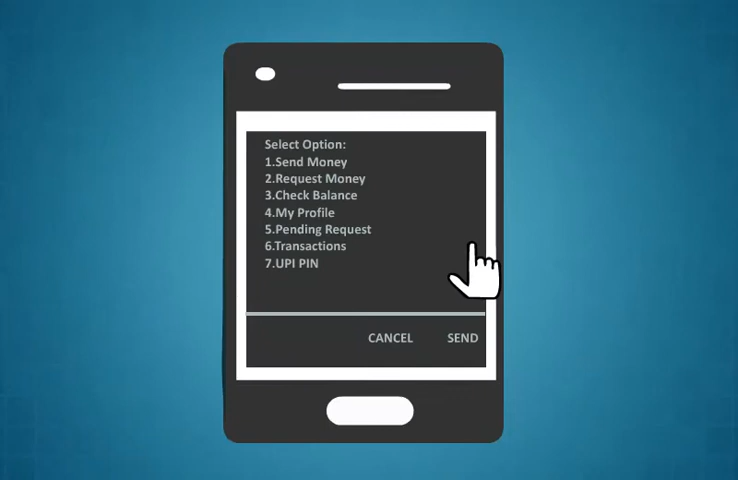 Select Option:
1.Send Money
2.Request Money
3.Check Balance
4.My Profile
5.Pending Request
6.Transactions
7.UPI PIN
CANCEL SEND